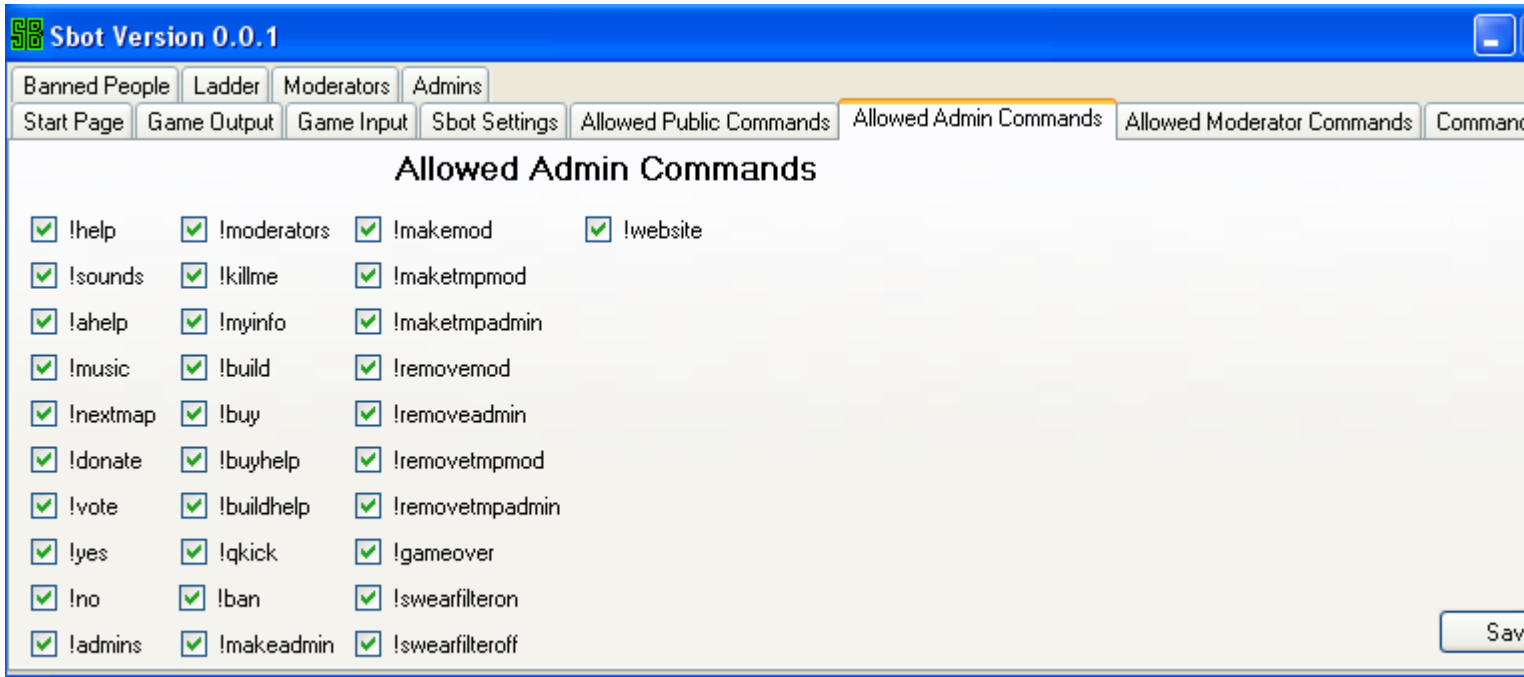 SB Sbot Version 0.0.1
Banned People Ladder Moderators Admins
Start Page Game Output Game Input Sbot Settings Allowed Public Commands Allowed Admin Commands Allowed Moderator Commands Command
Allowed Admin Commands
!help !moderators !makemod !website
!sounds !killme !maketmpmod
!ahelp !myinfo !maketmpadmin
!music !build !removemod
!nextmap !buy !removeadmin
!donate !buyhelp !removetmpmod
!vote !buildhelp !removetmpadmin
!yes !qkick !gameover
!no !ban !swearfilteron
!admins !makeadmin !swearfilteroff
Sav